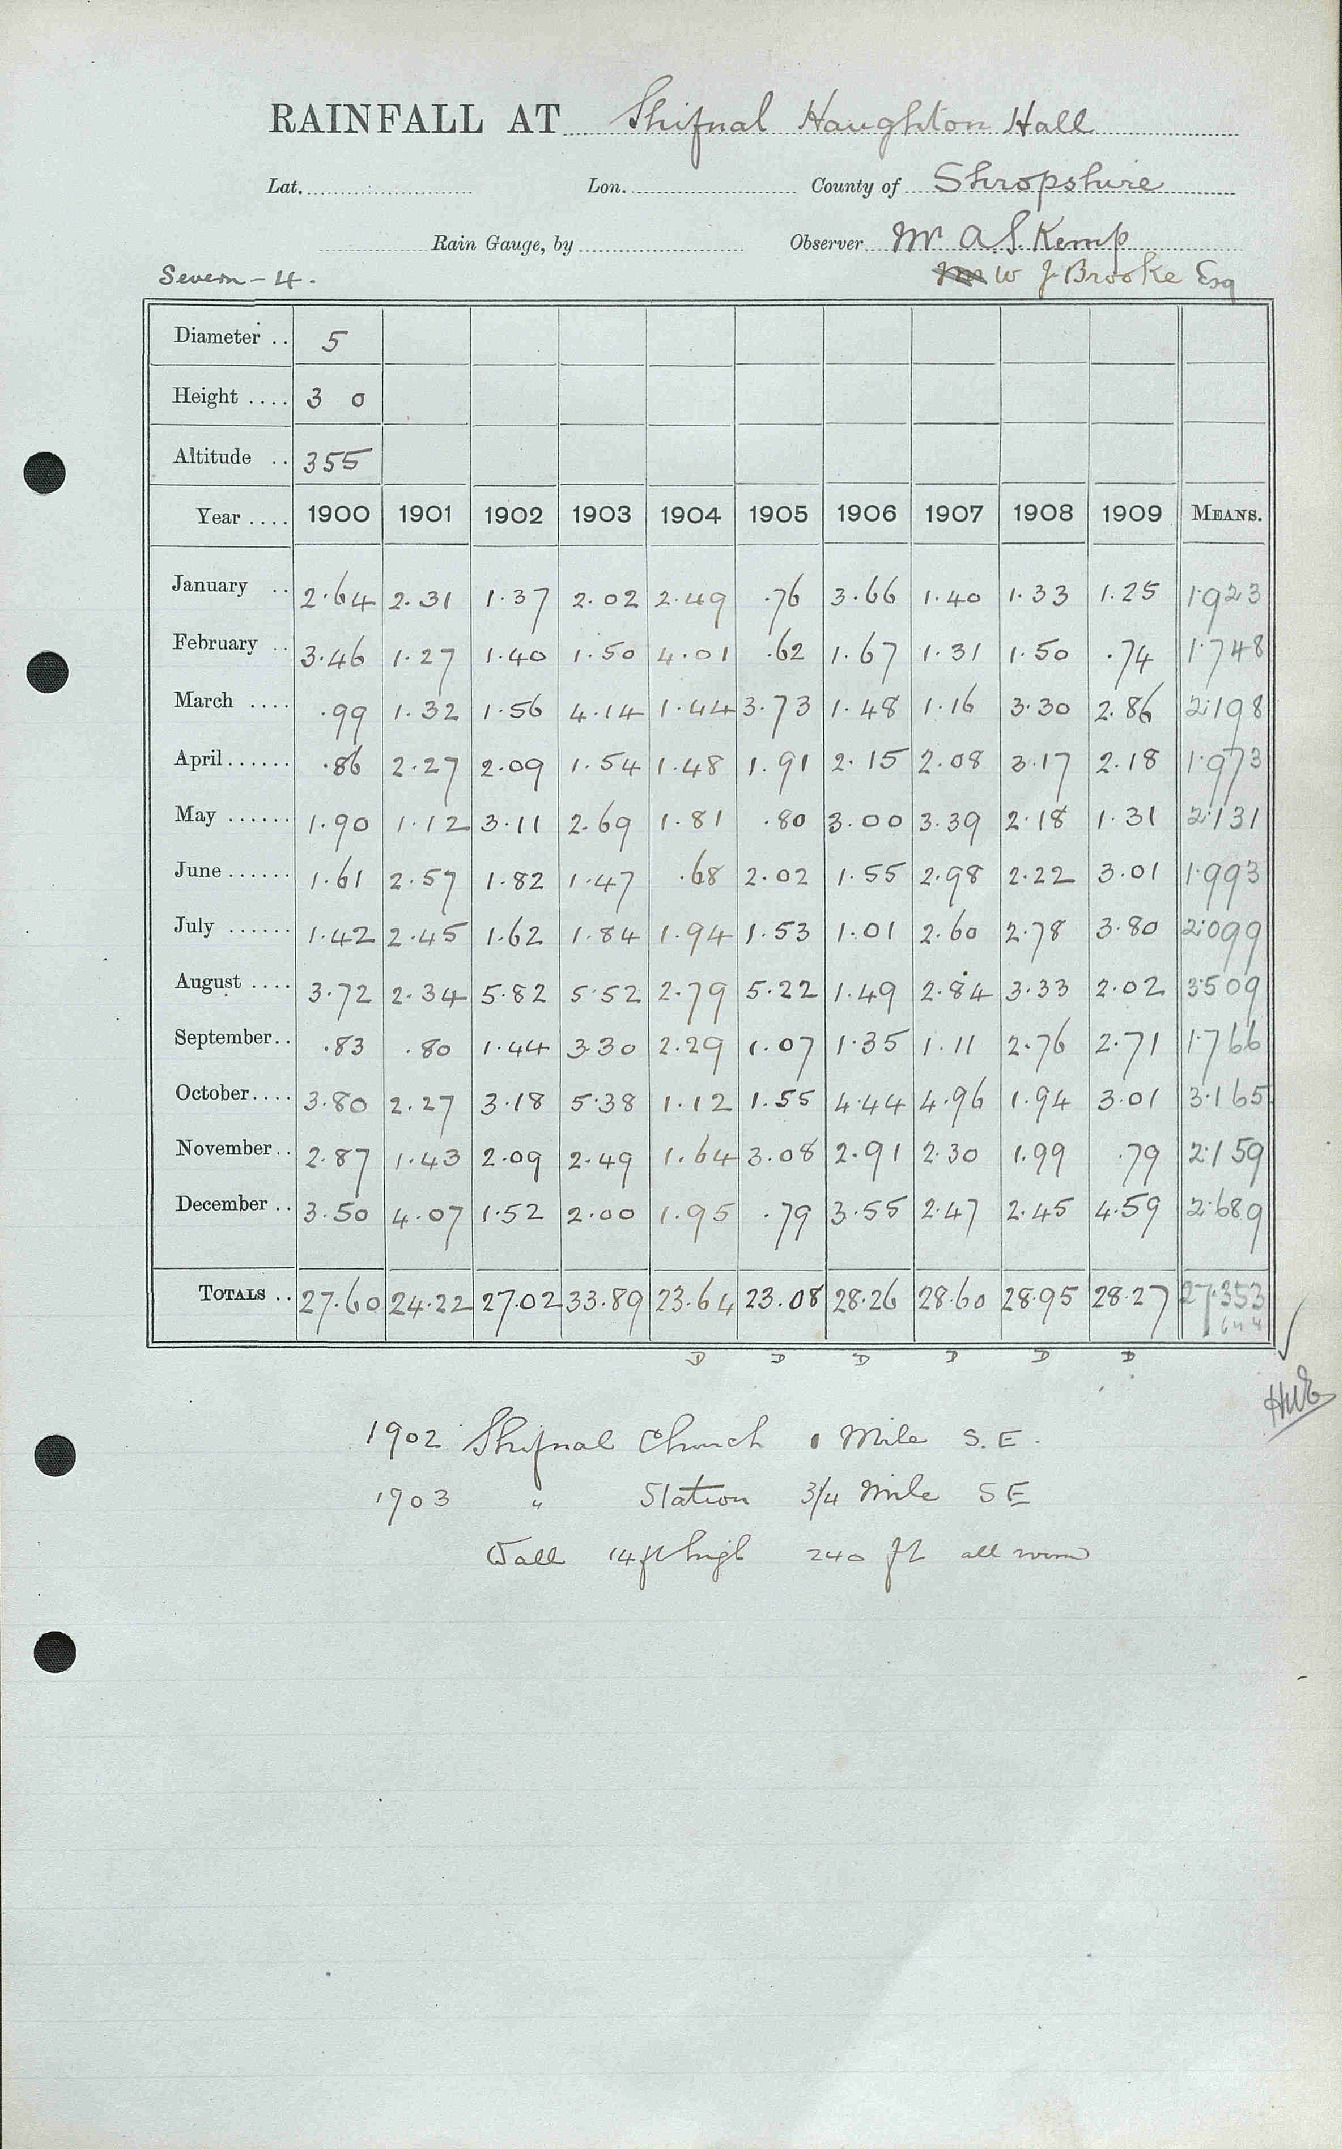 RAINFALL AT Shifnal Haughton Hall
Lat. Lon. County of Shropshire
Rain Gauge, by Observer Mr A. S. Kemp
Severn - 4. W J Brooke Esq
Diameter .. 5
Height .... 3 0
Altitude .. 355
Year .... 1900 1901 1902 1903 1904 1905 1906 1907 1908 1909 MEANS.
January .. 2.64 2.31 1.37 2.02 2.49 .76 3.66 1.40 1.33 1.25 1.923
February .. 3.46 1.27 1.40 1.50 4.01 .62 1.67 1.31 1.50 .74 1.748
March .... .99 1.32 1.56 4.14 1.44 3.73 1.48 1.16 3.30 2.86 2.198
April...... .86 2.27 2.09 1.54 1.48 1.91 2.15 2.08 3.17 2.18 1.973
May ...... 1.90 1.12 3.11 2.69 1.81 .80 3.00 3.39 2.18 1.31 2.131
June...... 1.61 2.57 1.82 1.47 .68 2.02 1.55 2.98 2.22 3.01 1.993
July ...... 1.42 2.45 1.62 1.84 1.94 1.53 1.01 2.60 2.78 3.80 2.099
August .... 3.72 2.34 5.82 5.52 2.79 5.22 1.49 2.84 3.33 2.02 3.509
September.. .83 .80 1.44 3.30 2.29 1.07 1.35 1.11 2.76 2.71 1.766
October.... 3.80 2.27 3.18 5.38 1.12 1.55 4.44 4.96 1.94 3.01 3.165
November.. 2.87 1.43 2.09 2.49 1.64 3.08 2.91 2.30 1.99 .79 2.159
December .. 3.50 4.07 1.52 2.00 1.95 .79 3.55 2.47 2.45 4.59 2.689
TOTALS .. 27.60 24.22 27.02 33.89 23.64 23.08 28.26 28.60 28.95 28.27 27.353
D D D D D D
1902 Shifnal Church 1 Mile S.E.
1903 " Station 3/4 Mile SE
Wall 14 ft high 240 ft all round